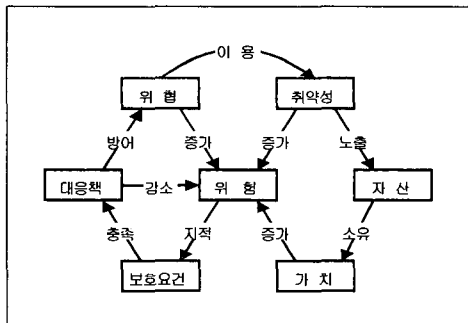 이 용
위 협
취약성
방어
증가
증가
노출
대응책
감소
위 험
자 산
충족
지적
증가
소유
보호요건
가 치